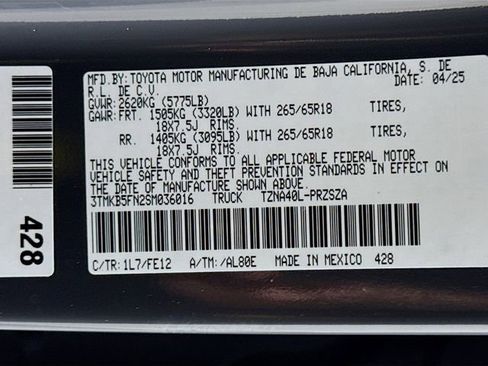 MFD.BY:TOYOTA MOTOR MANUFACTURING DE BAJA CALIFORNIA, S. DE
R.L. DE C.V. DATE: 04/25
GVWR:2620KG (5775LB)
GAWR:FRT. 1505KG (3320LB) WITH 265/65R18 TIRES,
18X7.5J RIMS.
RR. 1405KG (3095LB) WITH 265/65R18 TIRES,
18X7.5J RIMS.
THIS VEHICLE CONFORMS TO ALL APPLICABLE FEDERAL MOTOR
VEHICLE SAFETY AND THEFT PREVENTION STANDARDS IN EFFECT
ON THE DATE OF MANUFACTURE SHOWN ABOVE.
3TMKB5FN2SM036016 TRUCK TZNA40L-PRZSZA
C/TR:1L7/FE12 A/TM:/AL80E MADE IN MEXICO 428
428